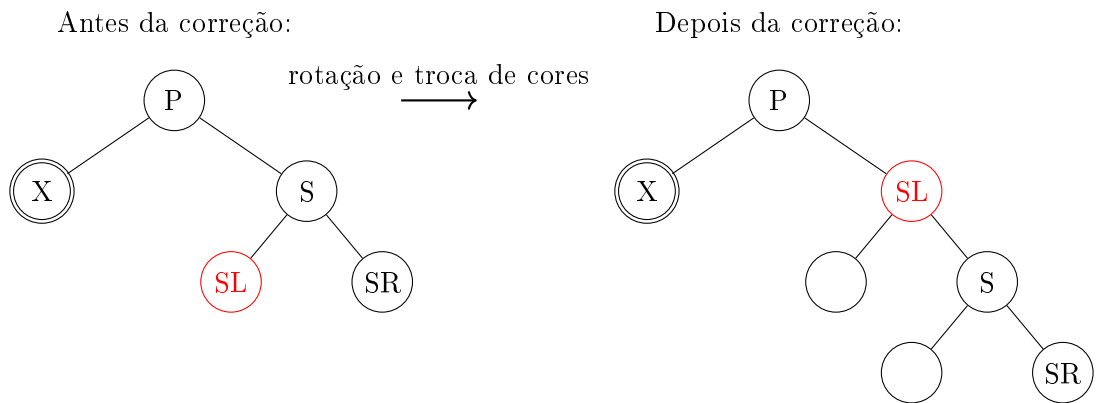 Antes da correção:
Depois da correção:
rotação e troca de cores
P
P
X
S
X
SL
SL
SR
S
SR